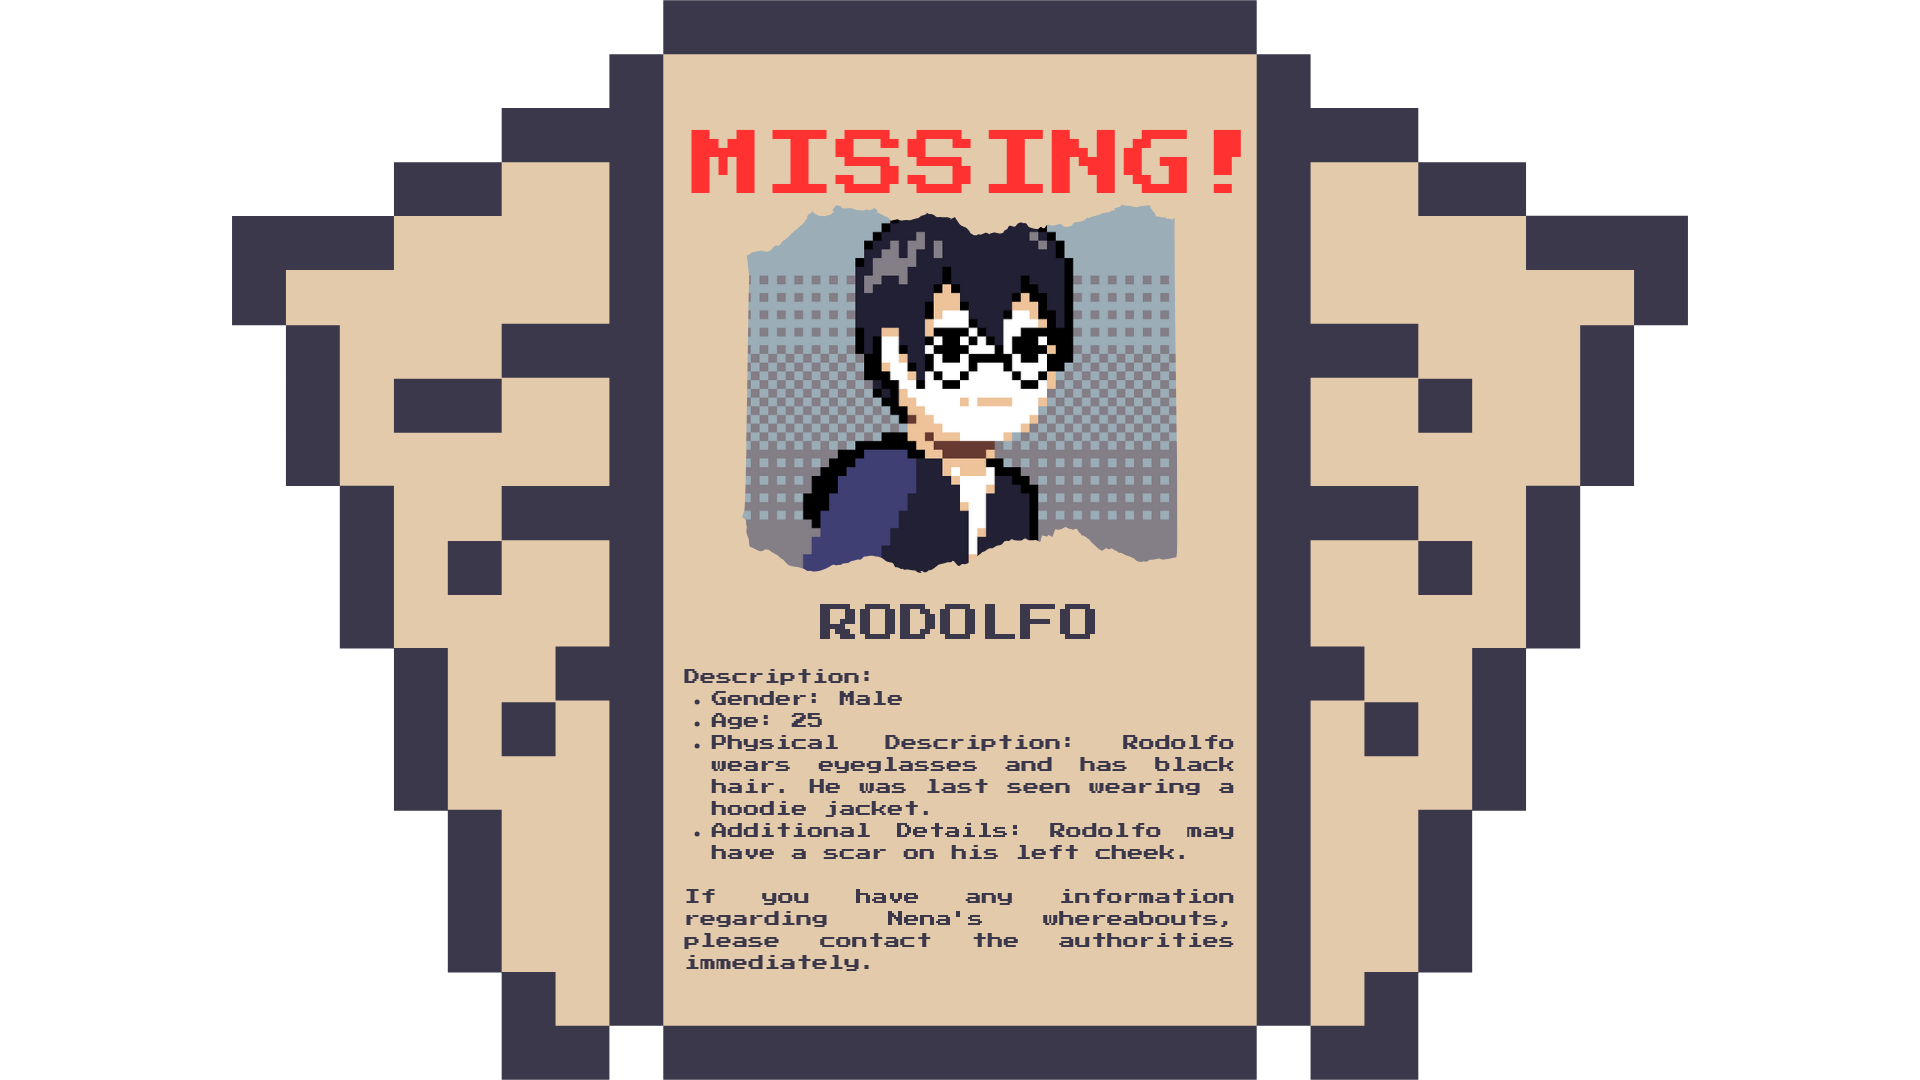 MISSING!
RODOLFO
Description:
• Gender: Male
• Age: 25
• Physical Description: Rodolfo
wears eyeglasses and has black
hair. He was last seen wearing a
hoodie jacket.
• Additional Details: Rodolfo may
have a scar on his left cheek.
If you have any information
regarding Nena's whereabouts,
please contact the authorities
immediately.